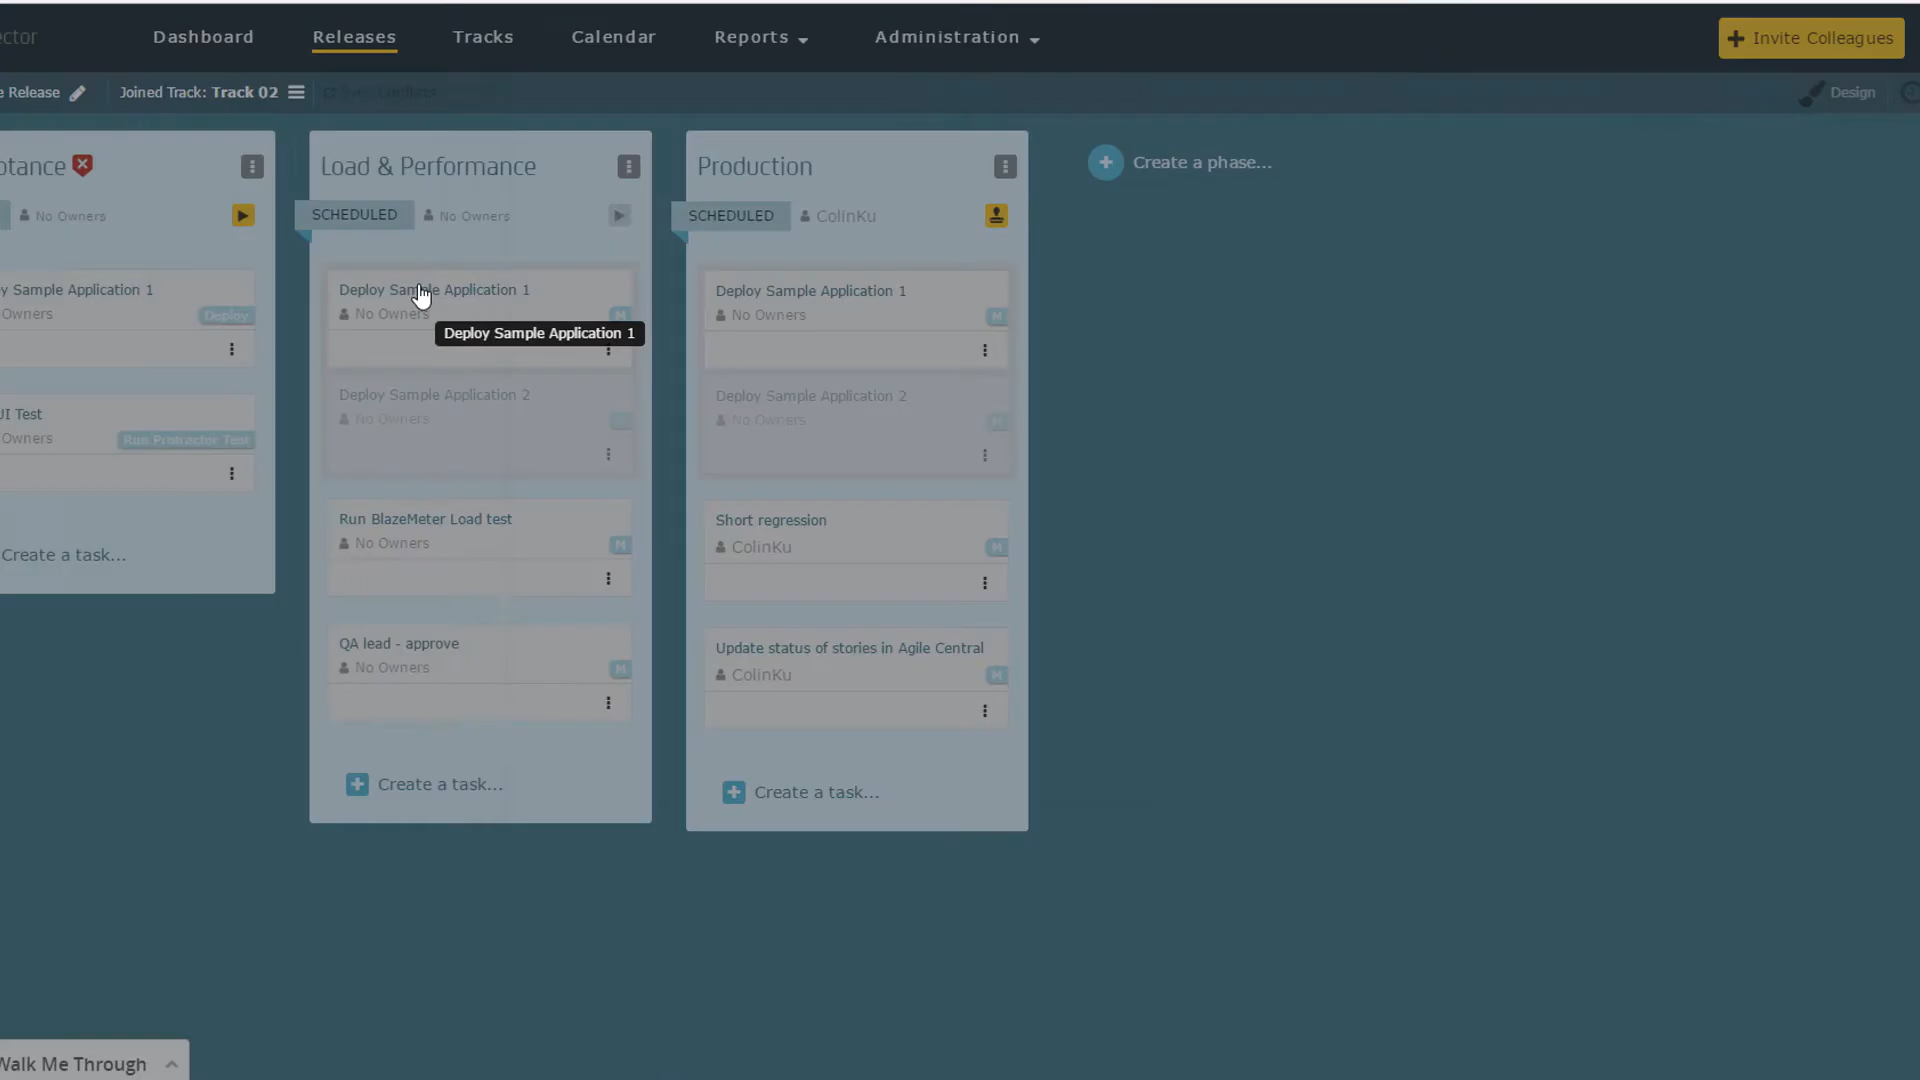 ector
Dashboard
Releases
Tracks
Calendar
Reports
Administration
Invite Colleagues
e Release
Joined Track: Track 02
Design
ptance
Load & Performance
Production
Create a phase...
No Owners
SCHEDULED
No Owners
SCHEDULED
ColinKu
y Sample Application 1
Owners
Deploy
UI Test
Owners
Run Protractor Test
Create a task...
Deploy Sample Application 1
No Owners
M
Deploy Sample Application 1
Deploy Sample Application 2
No Owners
Run BlazeMeter Load test
No Owners
M
QA lead - approve
No Owners
M
Create a task...
Deploy Sample Application 1
No Owners
M
Deploy Sample Application 2
No Owners
M
Short regression
ColinKu
M
Update status of stories in Agile Central
ColinKu
M
Create a task...
Walk Me Through